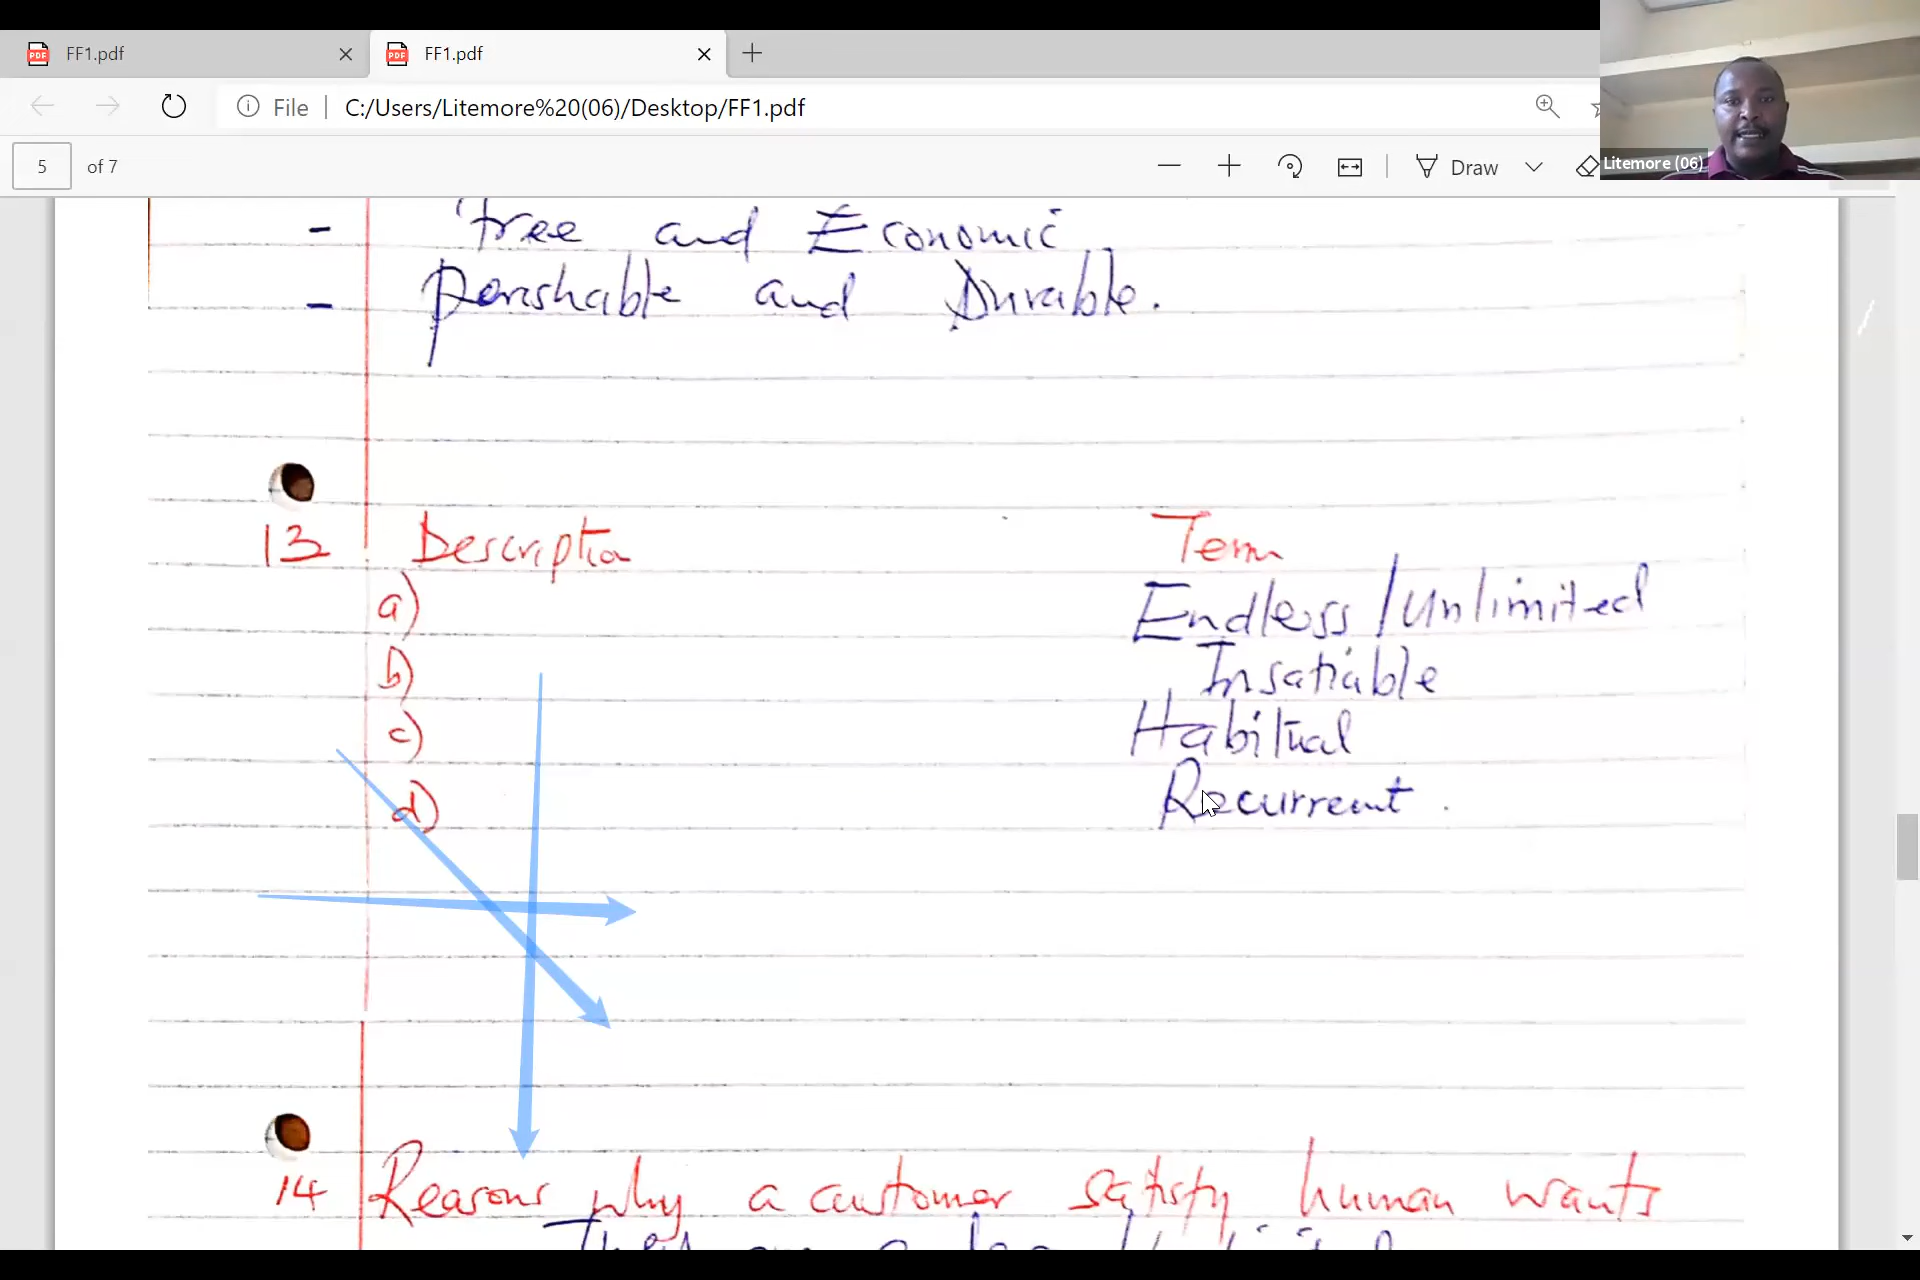 FF1.pdf FF1.pdf
File C:/Users/Litemore%20(06)/Desktop/FF1.pdf
5 of 7 Draw
Litemore (06)
- free and Economic
- perishable and Durable.
13 Description Term
a) Endless/Unlimited
b) Insatiable
c) Habitual
d) Recurrent.
14 Reasons why a customer satisfy human wants